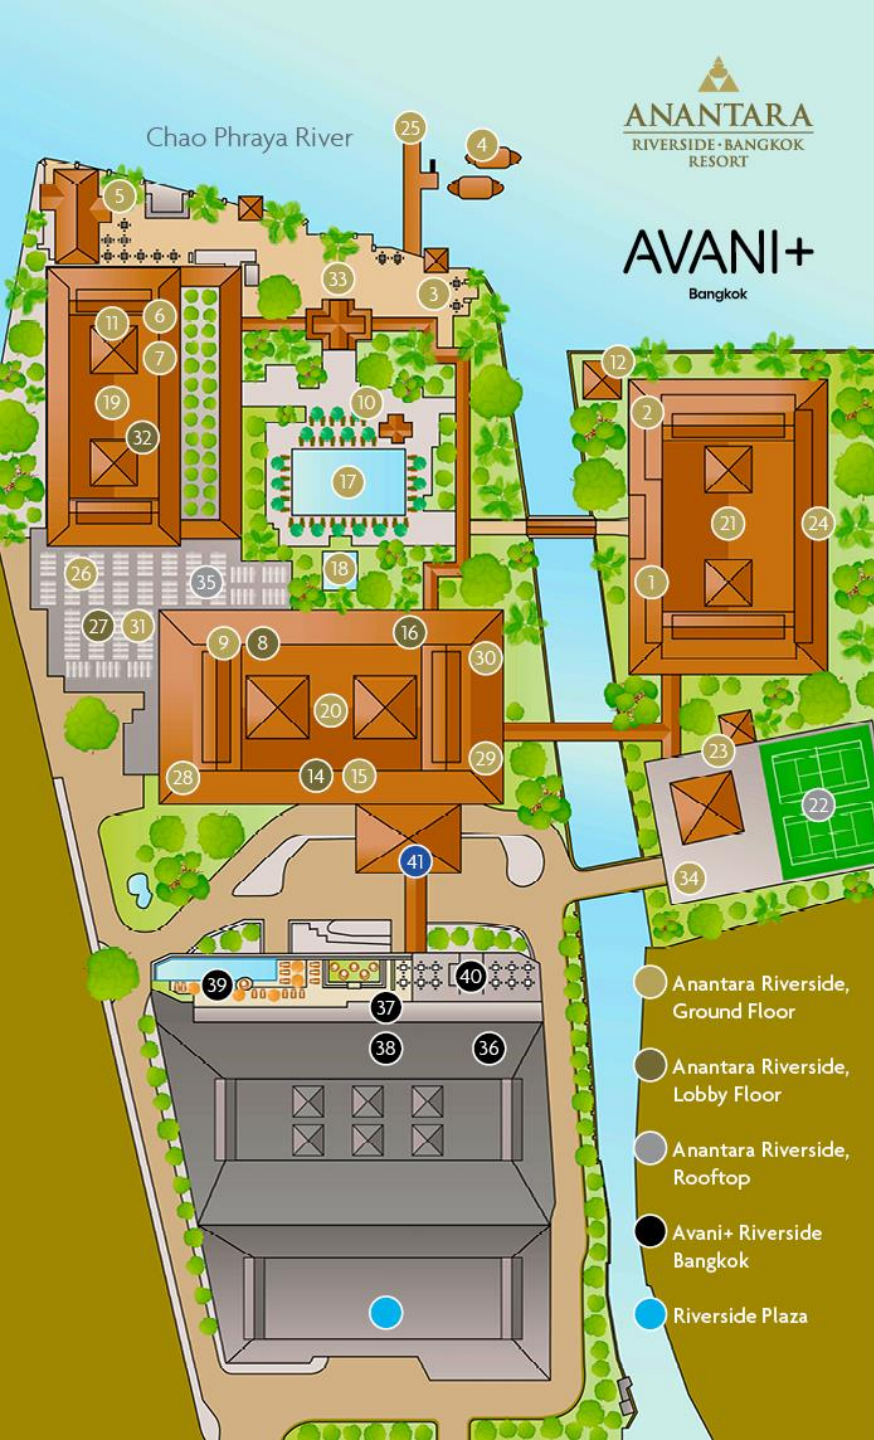 ANANTARA
RIVERSIDE•BANGKOK
RESORT
Chao Phraya River
25
4
AVANI+
Bangkok
5
33
3
6
11
7
12
19
10
2
32
17
21
24
18
26
35
1
27
31
9
8
16
30
20
23
29
28
14
15
22
41
34
40
39
37
38
36
Anantara Riverside,
Ground Floor
Anantara Riverside,
Lobby Floor
Anantara Riverside,
Rooftop
Avani+ Riverside
Bangkok
Riverside Plaza